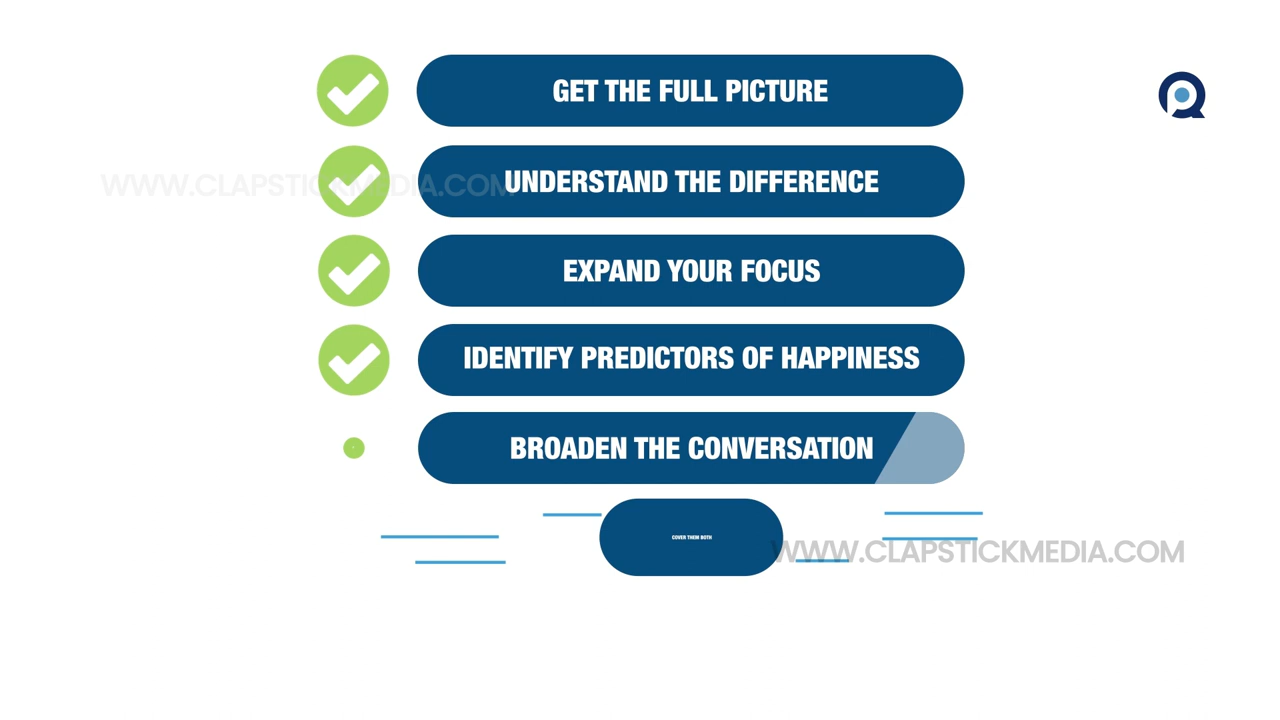 GET THE FULL PICTURE
WWW.CLAPSTICKMEDIA.COM
UNDERSTAND THE DIFFERENCE
EXPAND YOUR FOCUS
IDENTIFY PREDICTORS OF HAPPINESS
BROADEN THE CONVERSATION
COVER THEM BOTH
WWW.CLAPSTICKMEDIA.COM